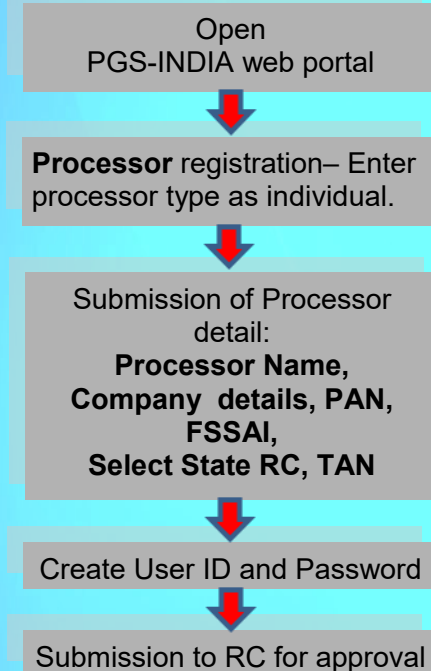 Open
PGS-INDIA web portal
Processor registration– Enter
processor type as individual.
Submission of Processor
detail:
Processor Name,
Company details, PAN,
FSSAI,
Select State RC, TAN
Create User ID and Password
Submission to RC for approval